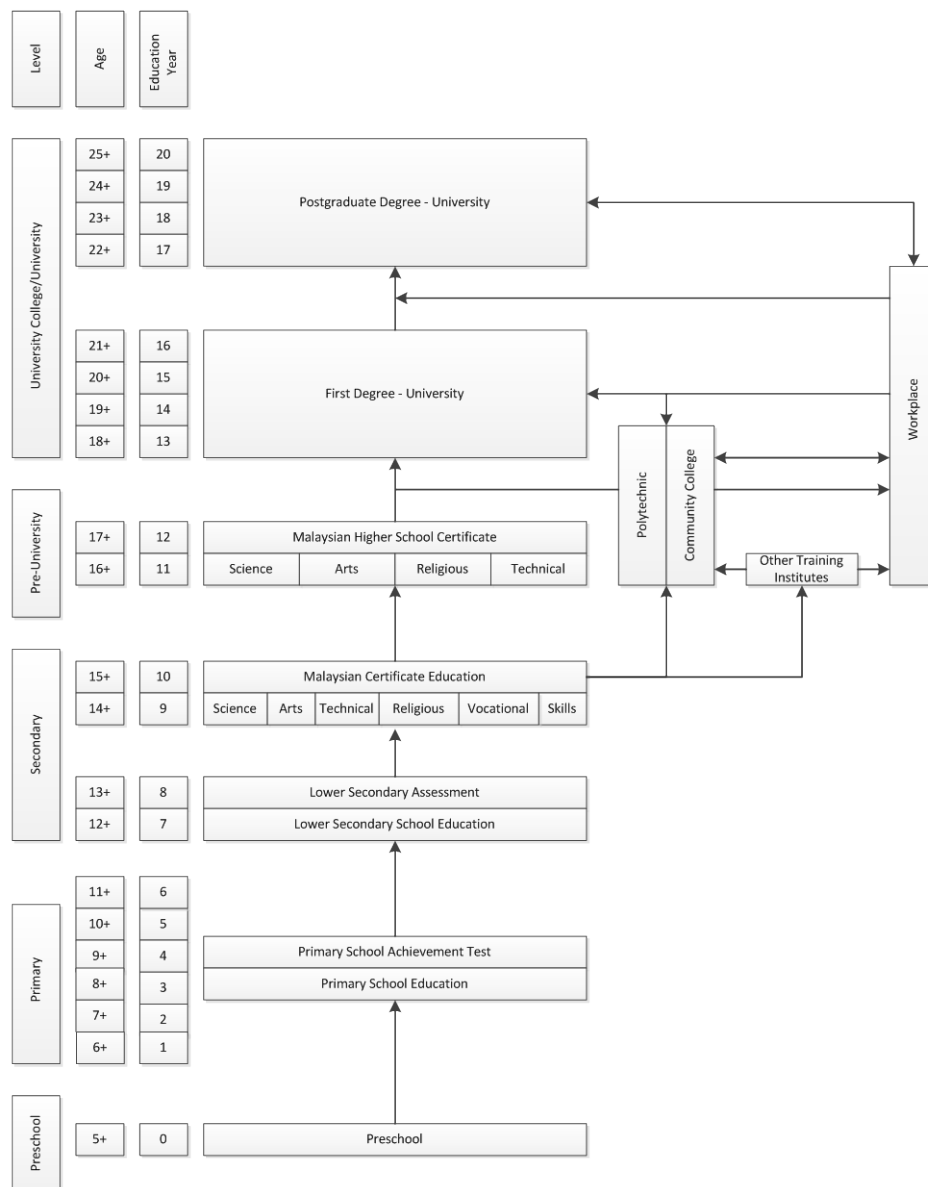 Level
Age
Education
Year
University College/University
25+
20
24+
19
23+
18
22+
17
Postgraduate Degree - University
21+
16
20+
15
19+
14
18+
13
First Degree - University
Workplace
Polytechnic
Community College
Pre-University
17+
12
Malaysian Higher School Certificate
16+
11
Science
Arts
Religious
Technical
Other Training
Institutes
Secondary
15+
10
Malaysian Certificate Education
14+
9
Science
Arts
Technical
Religious
Vocational
Skills
13+
8
Lower Secondary Assessment
12+
7
Lower Secondary School Education
Primary
11+
6
10+
5
9+
4
Primary School Achievement Test
8+
3
Primary School Education
7+
2
6+
1
Preschool
5+
0
Preschool